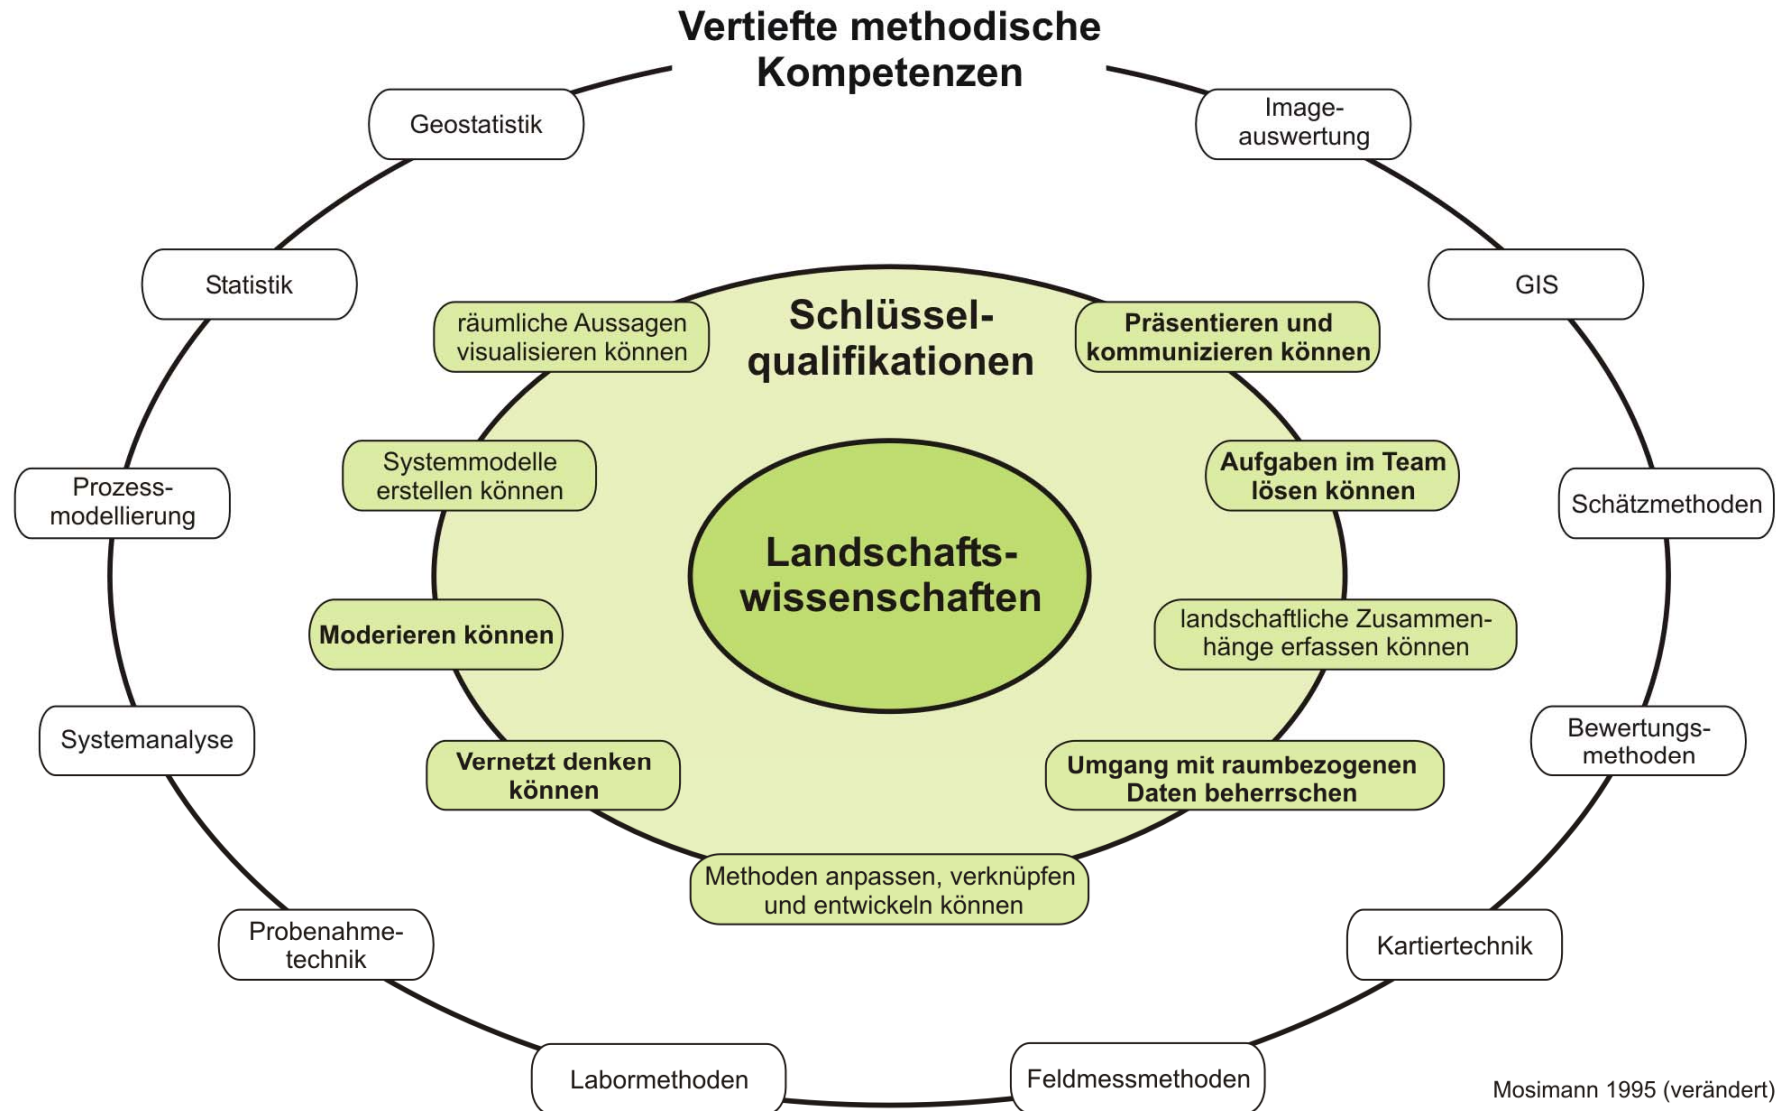 Vertiefte methodische
Kompetenzen
Geostatistik
Image-
auswertung
Statistik
GIS
räumliche Aussagen
visualisieren können
Schlüssel-
qualifikationen
Präsentieren und
kommunizieren können
Systemmodelle
erstellen können
Aufgaben im Team
lösen können
Prozess-
modellierung
Schätzmethoden
Landschafts-
wissenschaften
Moderieren können
landschaftliche Zusammen-
hänge erfassen können
Systemanalyse
Bewertungs-
methoden
Vernetzt denken
können
Umgang mit raumbezogenen
Daten beherrschen
Methoden anpassen, verknüpfen
und entwickeln können
Probenahme-
technik
Kartiertechnik
Labormethoden
Feldmessmethoden
Mosimann 1995 (verändert)